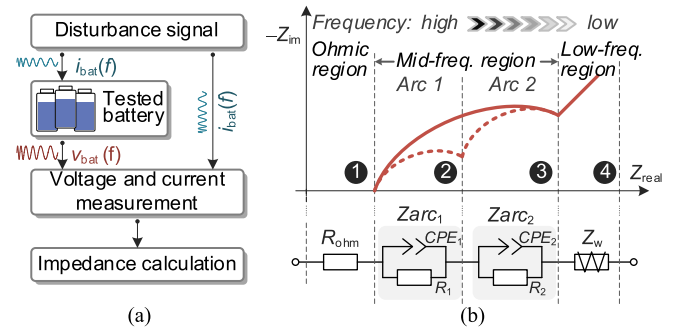 Disturbance signal
i_bat(f)
Tested
battery
i_bat(f)
v_bat (f)
Voltage and current
measurement
Impedance calculation
(a)
Frequency: high low
−Z_im
Ohmic
region
Mid-freq. region
Low-freq.
region
Arc 1 Arc 2
1 2 3 4
Z_real
R_ohm
Zarc_1
CPE_1
R_1
Zarc_2
CPE_2
R_2
Z_w
(b)